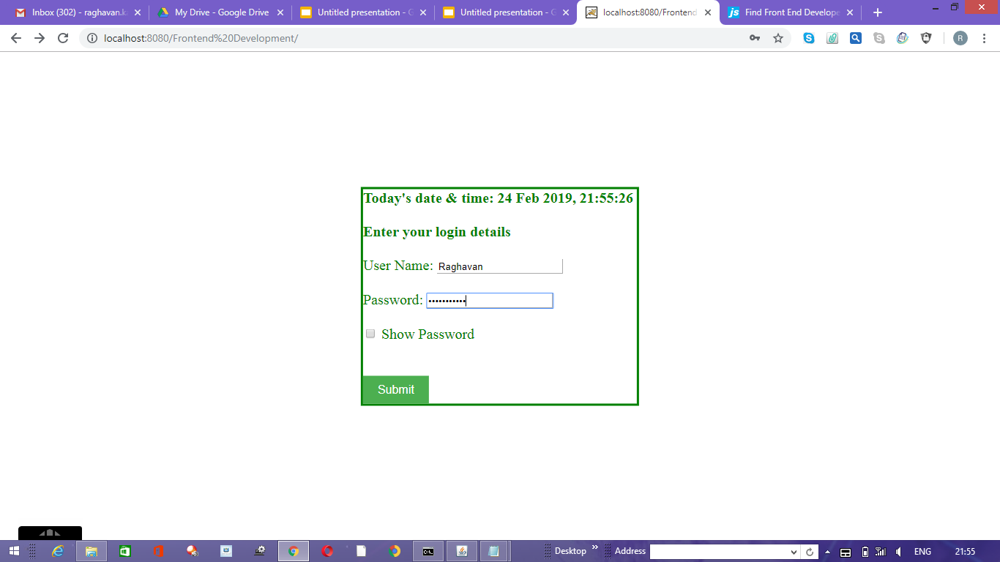 Inbox (302) - raghavan.k
My Drive - Google Drive
Untitled presentation - G
Untitled presentation - G
localhost:8080/Frontend
js
Find Front End Develope
localhost:8080/Frontend%20Development/
R
Today's date & time: 24 Feb 2019, 21:55:26
Enter your login details
User Name: Raghavan
Password: •••••••••••
Show Password
Submit
C:\.
Desktop
Address
ENG
21:55